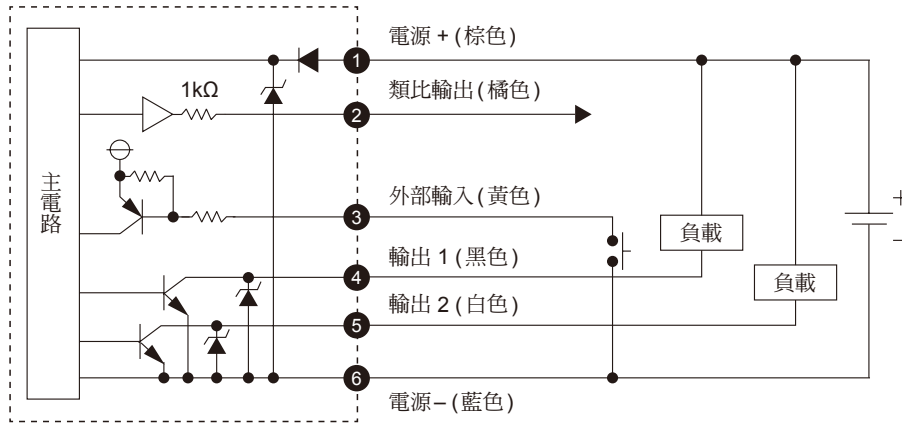 電源 + (棕色)
1
1kΩ
類比輸出 (橘色)
2
主電路
外部輸入 (黃色)
3
負載
+
−
輸出 1 (黑色)
4
負載
輸出 2 (白色)
5
6
電源 – (藍色)